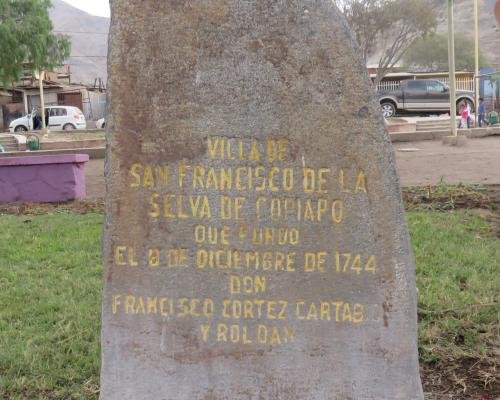 VILLA DE
SAN FRANCISCO DE LA
SELVA DE COPIAPO
QUE FUNDO
EL 8 DE DICIEMBRE DE 1744
DON
FRANCISCO CORTEZ CARTABIO
Y ROLDAN